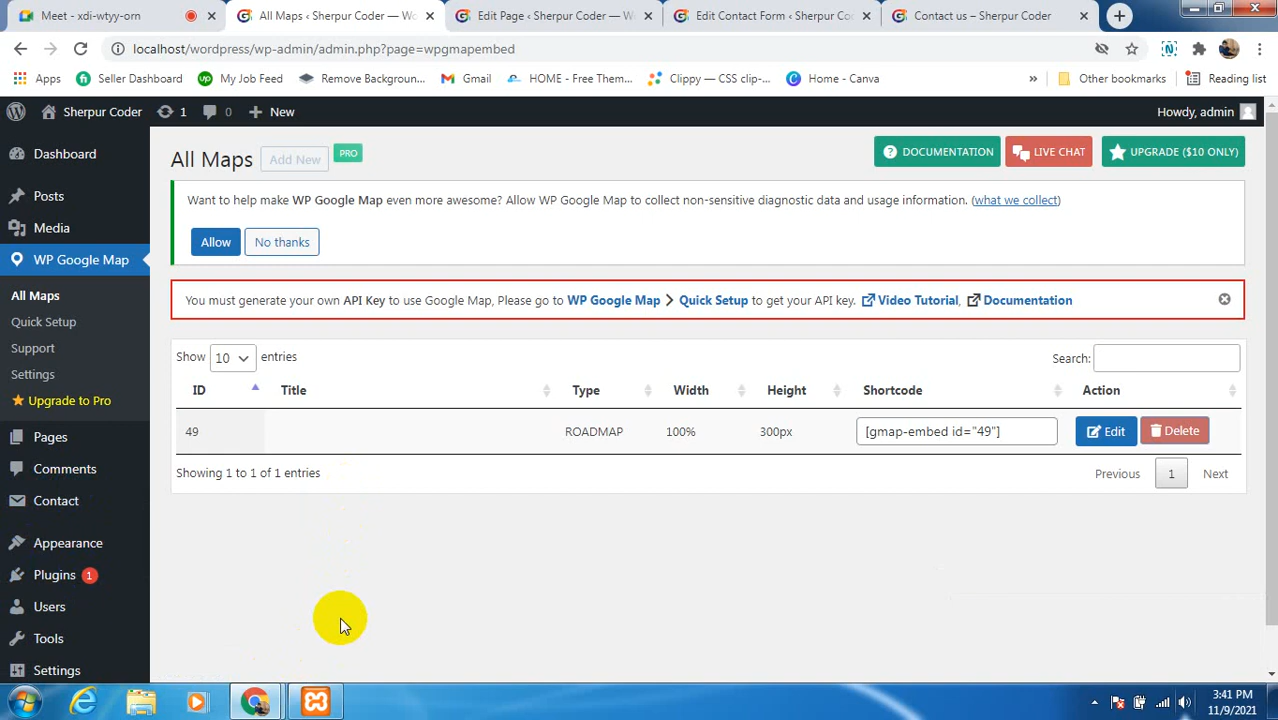 Meet - xdi-wtyy-orn
All Maps ‹ Sherpur Coder — Wo
Edit Page ‹ Sherpur Coder — W
Edit Contact Form ‹ Sherpur Co
Contact us – Sherpur Coder
localhost/wordpress/wp-admin/admin.php?page=wpgmapembed
Apps
Seller Dashboard
My Job Feed
Remove Backgroun...
Gmail
HOME - Free Them...
Clippy — CSS clip-...
Home - Canva
»
Other bookmarks
Reading list
Sherpur Coder
1
0
New
Howdy, admin
Dashboard
Posts
Media
WP Google Map
All Maps
Quick Setup
Support
Settings
Upgrade to Pro
Pages
Comments
Contact
Appearance
Plugins 1
Users
Tools
Settings
All Maps
Add New
PRO
DOCUMENTATION
LIVE CHAT
UPGRADE ($10 ONLY)
Want to help make WP Google Map even more awesome? Allow WP Google Map to collect non-sensitive diagnostic data and usage information. (what we collect)
Allow
No thanks
You must generate your own API Key to use Google Map, Please go to WP Google Map > Quick Setup to get your API key. Video Tutorial, Documentation
Show 10 entries
Search:
ID Title Type Width Height Shortcode Action
49 ROADMAP 100% 300px [gmap-embed id="49"] Edit Delete
Showing 1 to 1 of 1 entries
Previous 1 Next
3:41 PM
11/9/2021